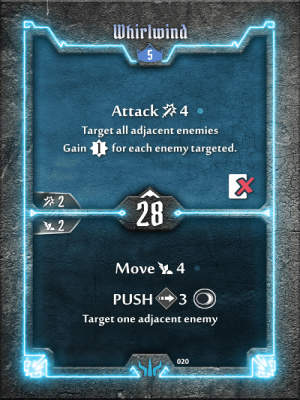 Whirlwind
5
Attack 4
Target all adjacent enemies
Gain 1 for each enemy targeted.
2
28
2
Move 4
PUSH 3
Target one adjacent enemy
020